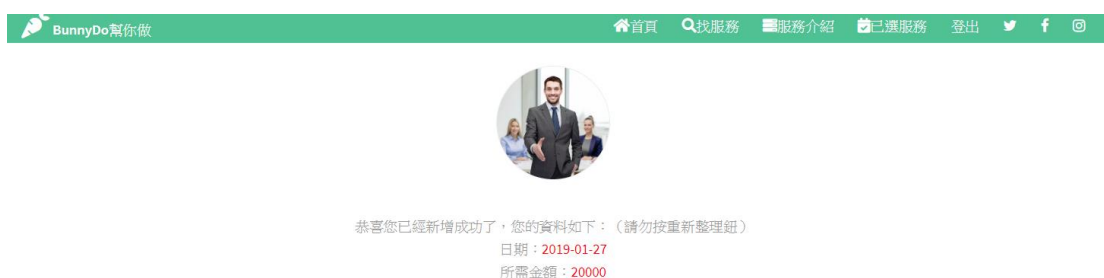 BunnyDo幫你做 首頁 找服務 服務介紹 已選服務 登出
恭喜您已經新增成功了，您的資料如下：（請勿按重新整理鈕）
日期：2019-01-27
所需金額：20000